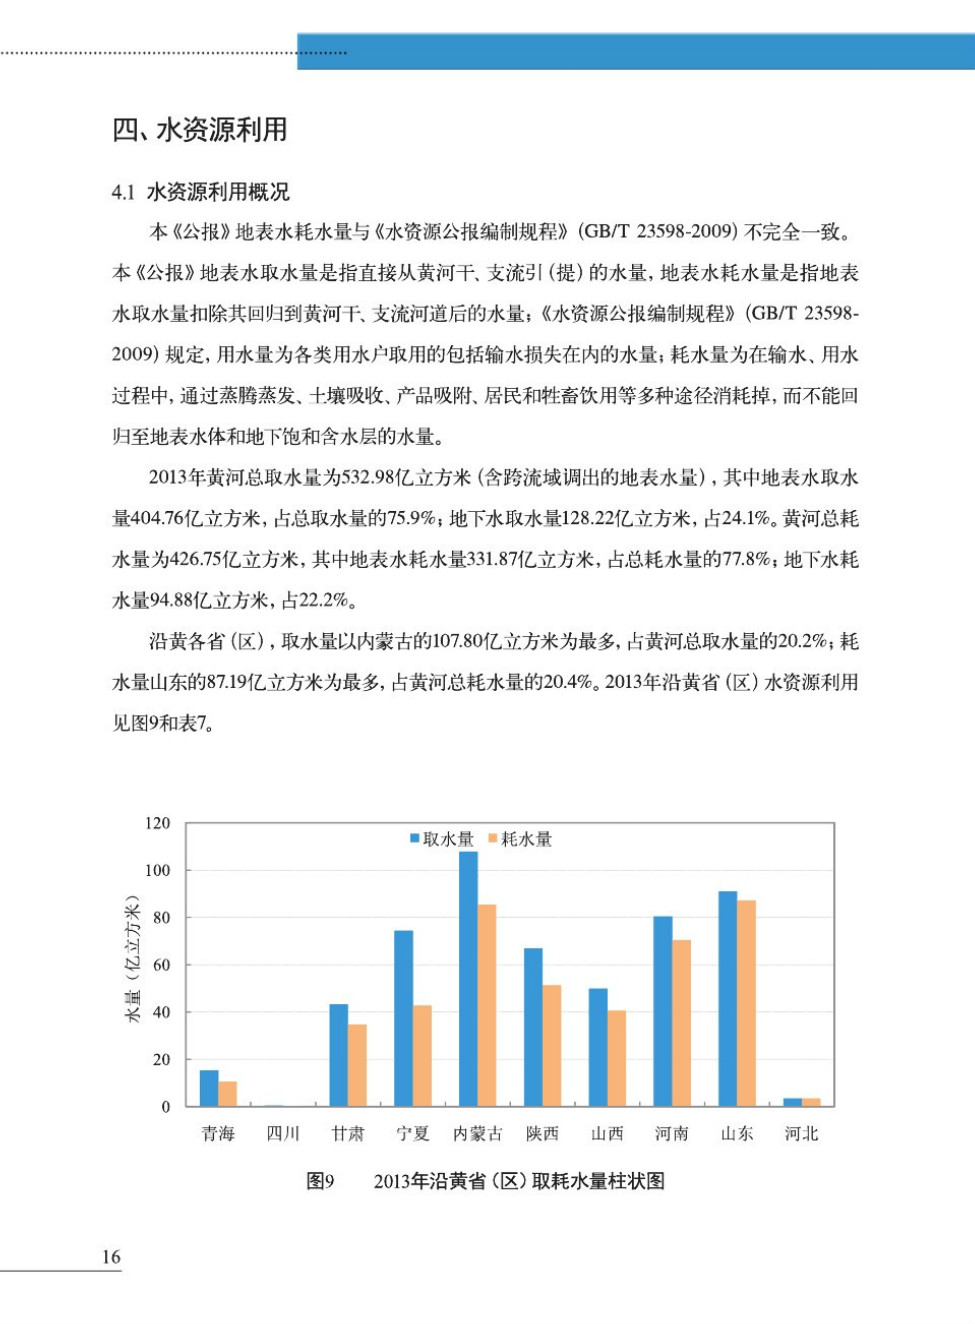 四、水资源利用
4.1 水资源利用概况
本《公报》地表水耗水量与《水资源公报编制规程》(GB/T 23598-2009)不完全一致。
本《公报》地表水取水量是指直接从黄河干、支流引(提)的水量,地表水耗水量是指地表
水取水量扣除其回归到黄河干、支流河道后的水量;《水资源公报编制规程》(GB/T 23598-
2009)规定,用水量为各类用水户取用的包括输水损失在内的水量;耗水量为在输水、用水
过程中,通过蒸腾蒸发、土壤吸收、产品吸附、居民和牲畜饮用等多种途径消耗掉,而不能回
归至地表水体和地下饱和含水层的水量。
2013年黄河总取水量为532.98亿立方米(含跨流域调出的地表水量),其中地表水取水
量404.76亿立方米,占总取水量的75.9%;地下水取水量128.22亿立方米,占24.1%。黄河总耗
水量为426.75亿立方米,其中地表水耗水量331.87亿立方米,占总耗水量的77.8%;地下水耗
水量94.88亿立方米,占22.2%。
沿黄各省(区),取水量以内蒙古的107.80亿立方米为最多,占黄河总取水量的20.2%;耗
水量山东的87.19亿立方米为最多,占黄河总耗水量的20.4%。2013年沿黄省(区)水资源利用
见图9和表7。
取水量 耗水量
水量(亿立方米)
120
100
80
60
40
20
0
青海 四川 甘肃 宁夏 内蒙古 陕西 山西 河南 山东 河北
图9 2013年沿黄省(区)取耗水量柱状图
16